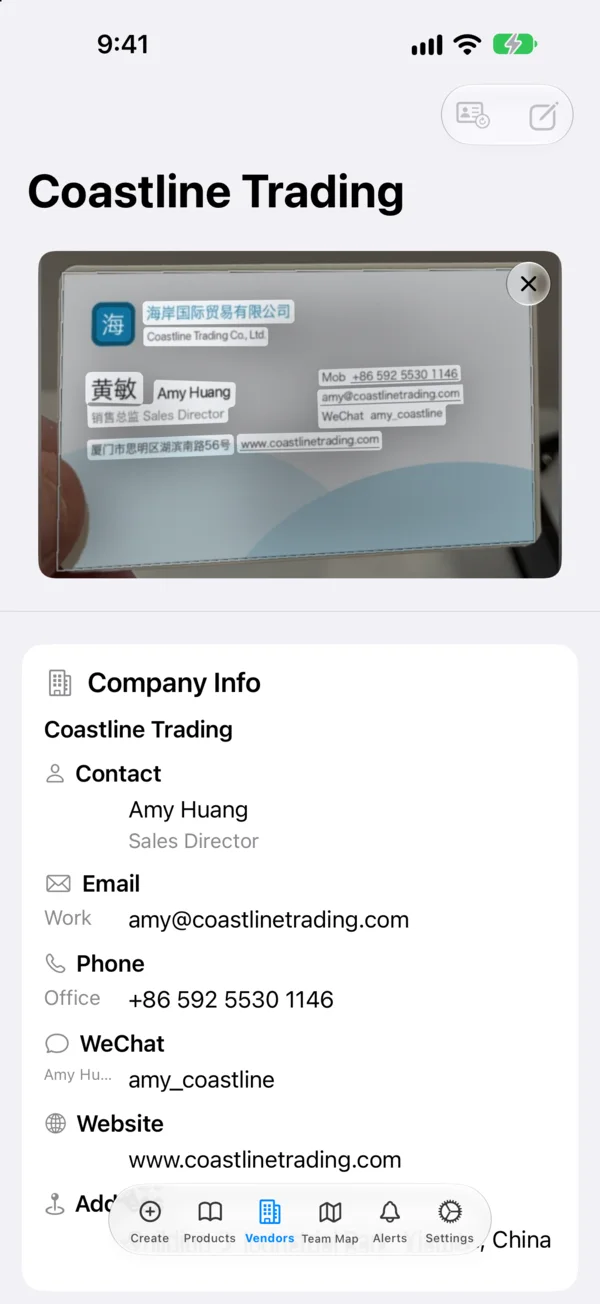 9:41
Coastline Trading
海
海岸国际贸易有限公司
Coastline Trading Co., Ltd.
黄敏 Amy Huang
销售总监 Sales Director
Mob +86 592 5530 1146
amy@coastlinetrading.com
WeChat amy_coastline
厦门市思明区湖滨南路56号 www.coastlinetrading.com
Company Info
Coastline Trading
Contact
Amy Huang
Sales Director
Email
Work amy@coastlinetrading.com
Phone
Office +86 592 5530 1146
WeChat
Amy Hu... amy_coastline
Website
www.coastlinetrading.com
Add
, China
Create Products Vendors Team Map Alerts Settings